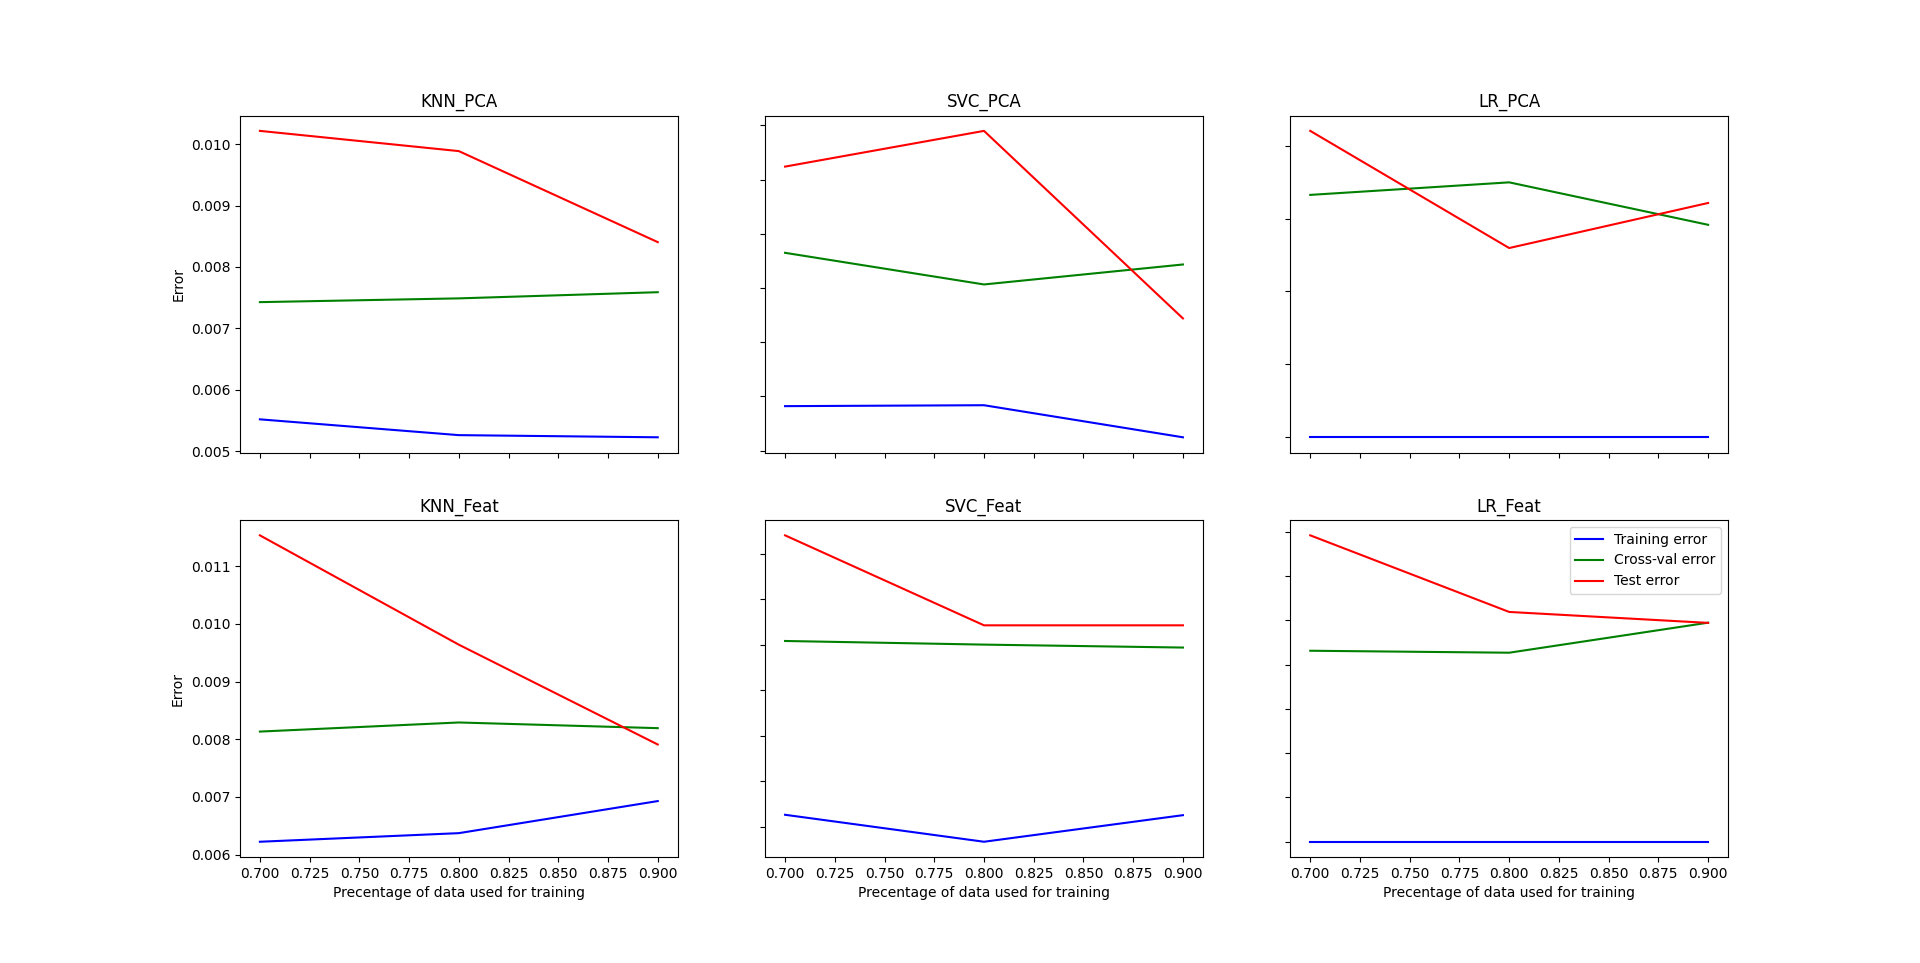 KNN_PCA
SVC_PCA
LR_PCA
Error
0.010
0.009
0.008
0.007
0.006
0.005
KNN_Feat
SVC_Feat
LR_Feat
Training error
Cross-val error
Test error
Error
0.011
0.010
0.009
0.008
0.007
0.006
0.700 0.725 0.750 0.775 0.800 0.825 0.850 0.875 0.900
Precentage of data used for training
0.700 0.725 0.750 0.775 0.800 0.825 0.850 0.875 0.900
Precentage of data used for training
0.700 0.725 0.750 0.775 0.800 0.825 0.850 0.875 0.900
Precentage of data used for training